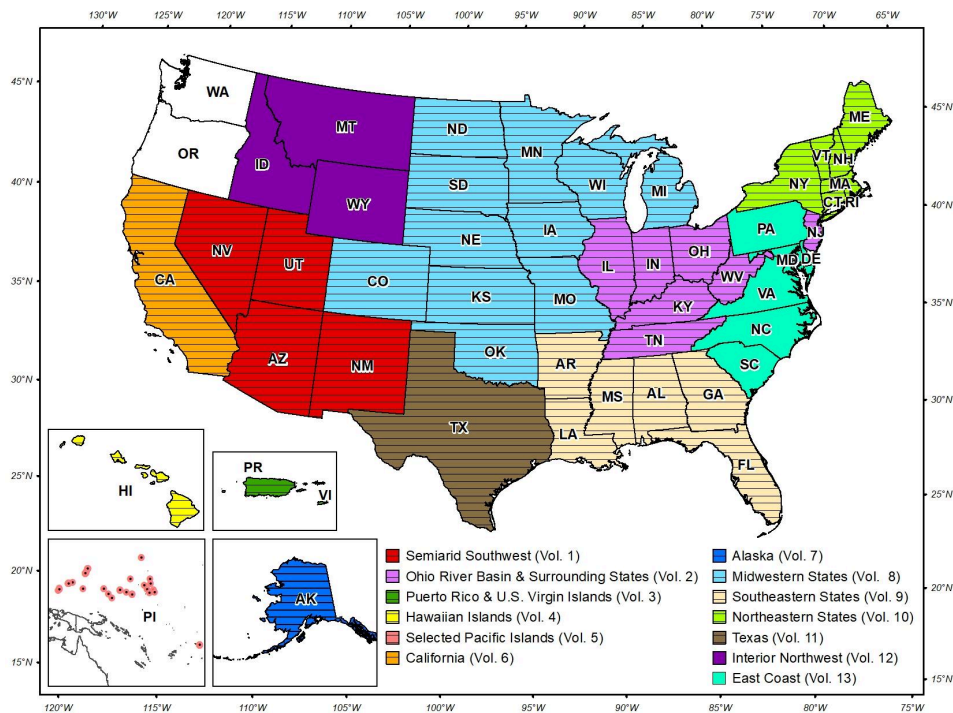 130°W 125°W 120°W 115°W 110°W 105°W 100°W 95°W 90°W 85°W 80°W 75°W 70°W 65°W
45°N
40°N
35°N
30°N
25°N
20°N
15°N
45°N
40°N
35°N
30°N
25°N
20°N
15°N
WA
OR
ID
MT
WY
ND
SD
NE
CO
KS
OK
MN
IA
MO
WI
MI
CA
NV
UT
AZ
NM
TX
IL
IN
OH
WV
KY
TN
AR
LA
MS
AL
GA
FL
ME
VT
NH
NY
MA
CT
RI
PA
NJ
MD
DE
VA
NC
SC
HI
PR
VI
PI
AK
Semiarid Southwest (Vol. 1)
Ohio River Basin & Surrounding States (Vol. 2)
Puerto Rico & U.S. Virgin Islands (Vol. 3)
Hawaiian Islands (Vol. 4)
Selected Pacific Islands (Vol. 5)
California (Vol. 6)
Alaska (Vol. 7)
Midwestern States (Vol. 8)
Southeastern States (Vol. 9)
Northeastern States (Vol. 10)
Texas (Vol. 11)
Interior Northwest (Vol. 12)
East Coast (Vol. 13)
120°W 115°W 110°W 105°W 100°W 95°W 90°W 85°W 80°W 75°W